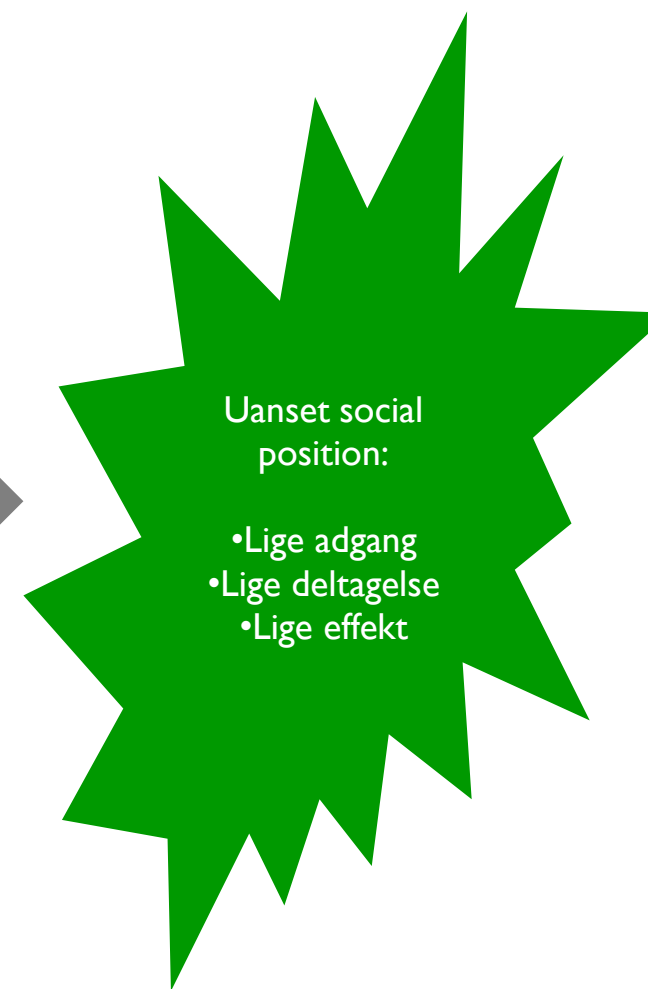 Uanset social
position:
•Lige adgang
•Lige deltagelse
•Lige effekt